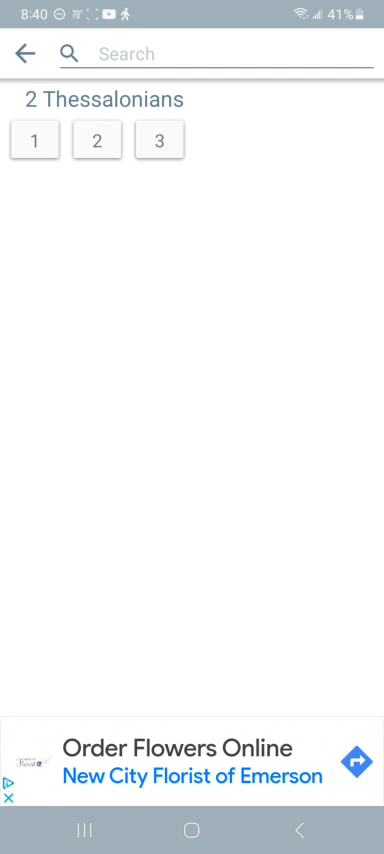 8:40 70° 41%
Search
2 Thessalonians
1 2 3
Order Flowers Online
New City Florist of Emerson